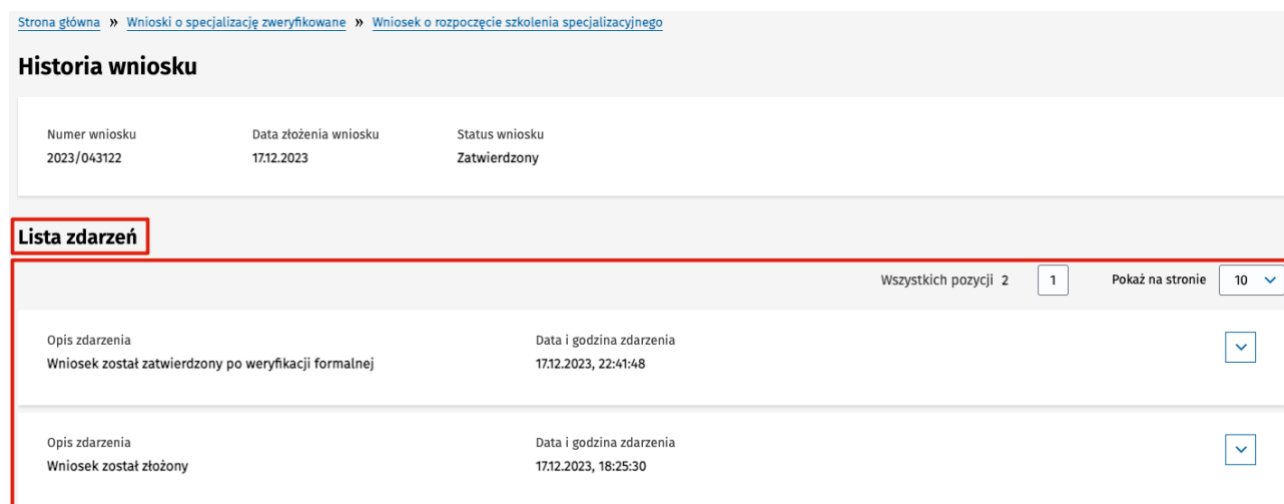 Strona główna » Wnioski o specjalizację zweryfikowane » Wniosek o rozpoczęcie szkolenia specjalizacyjnego
Historia wniosku
Numer wniosku Data złożenia wniosku Status wniosku
2023/043122 17.12.2023 Zatwierdzony
Lista zdarzeń
Wszystkich pozycji 2 1 Pokaż na stronie 10
Opis zdarzenia Data i godzina zdarzenia
Wniosek został zatwierdzony po weryfikacji formalnej 17.12.2023, 22:41:48
Opis zdarzenia Data i godzina zdarzenia
Wniosek został złożony 17.12.2023, 18:25:30